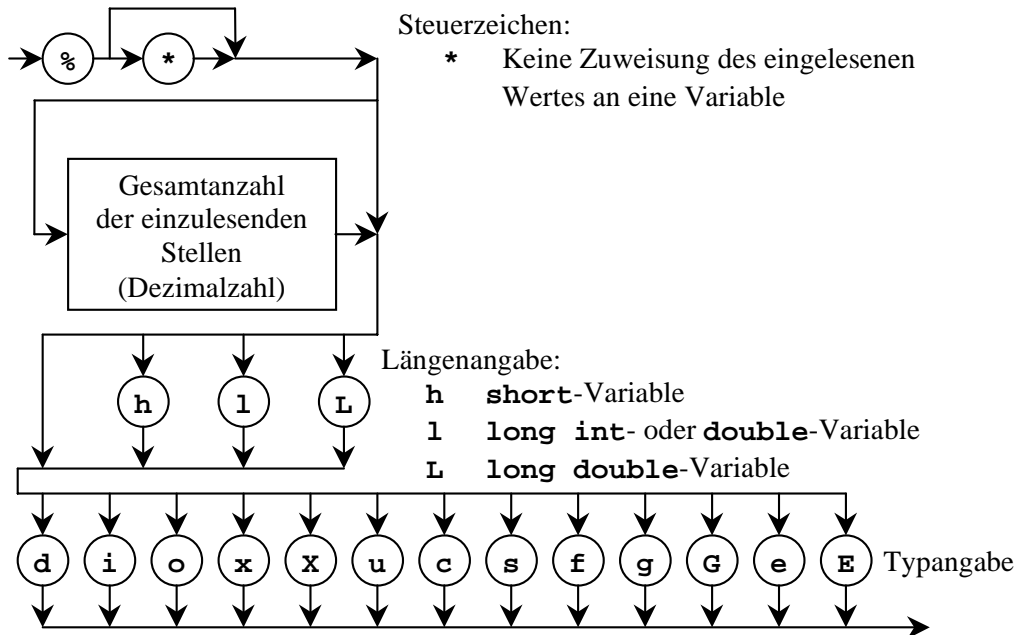 Steuerzeichen:
% *
* Keine Zuweisung des eingelesenen
Wertes an eine Variable
Gesamtanzahl
der einzulesenden
Stellen
(Dezimalzahl)
Längenangabe:
h l L
h short-Variable
l long int- oder double-Variable
L long double-Variable
d i o x X u c s f g G e E Typangabe